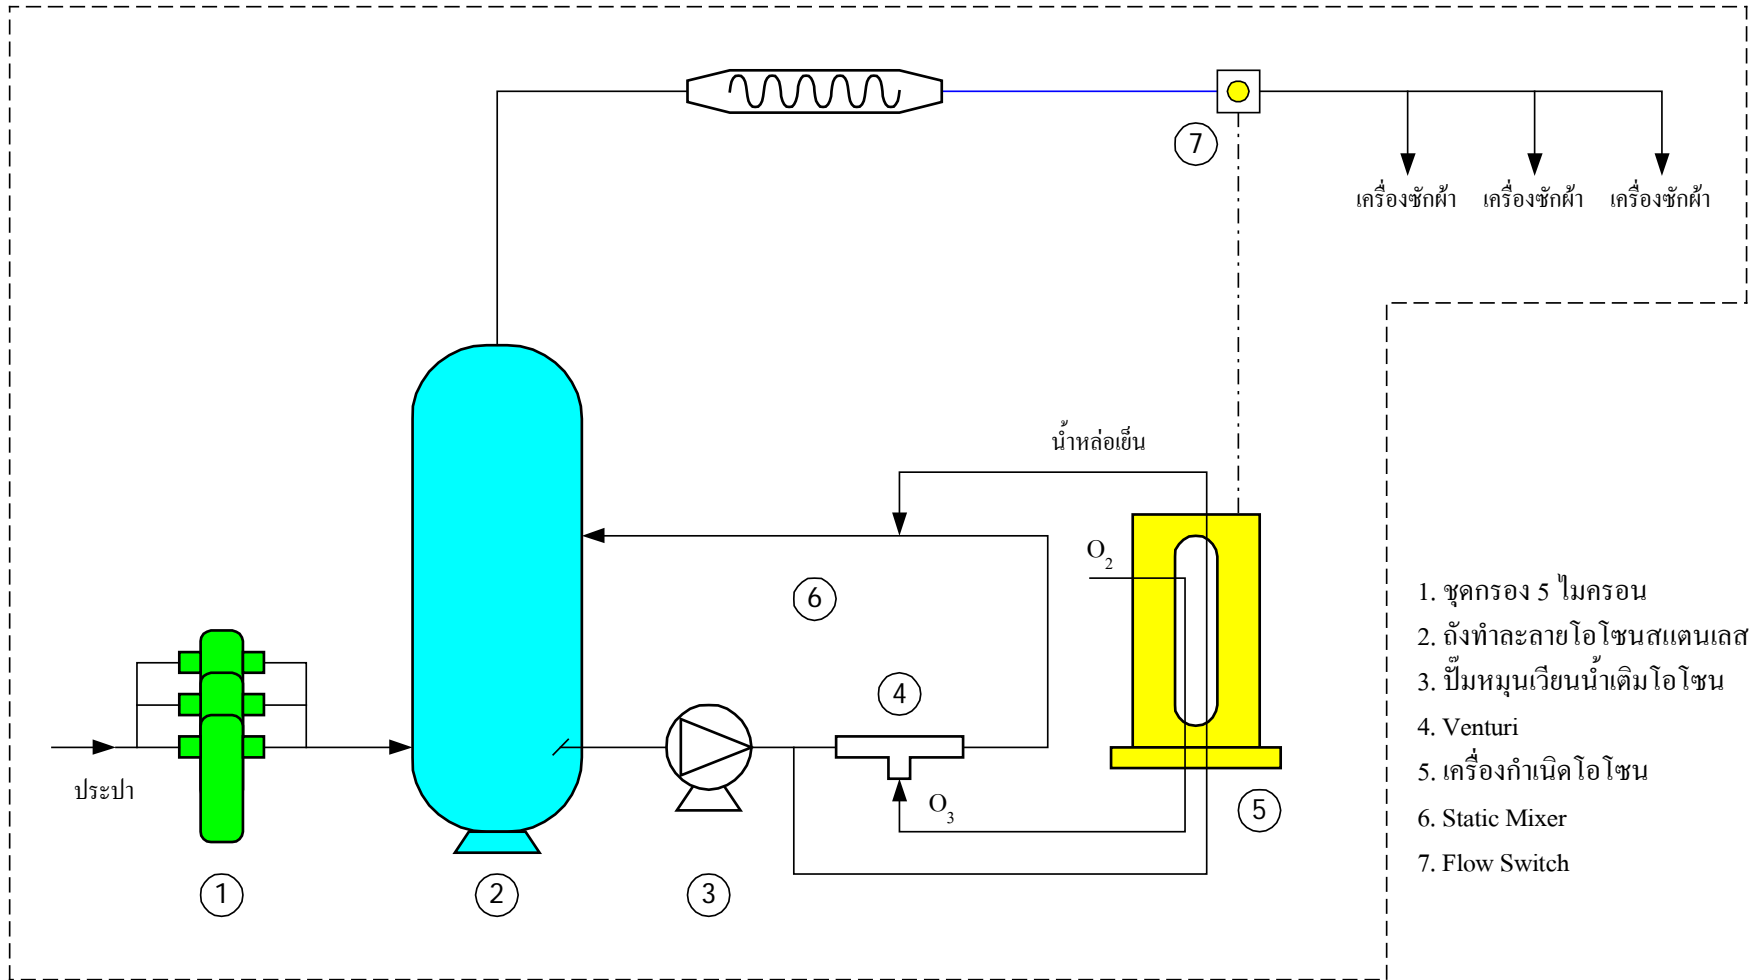 7
เครื่องซักผ้า เครื่องซักผ้า เครื่องซักผ้า
น้ำหล่อเย็น
O₂
6
4
ประปา
O₃
5
1
2
3
1. ชุดกรอง 5 ไมครอน
2. ถังทำละลายโอโซนสแตนเลส
3. ปั๊มหมุนเวียนน้ำเติมโอโซน
4. Venturi
5. เครื่องกำเนิดโอโซน
6. Static Mixer
7. Flow Switch